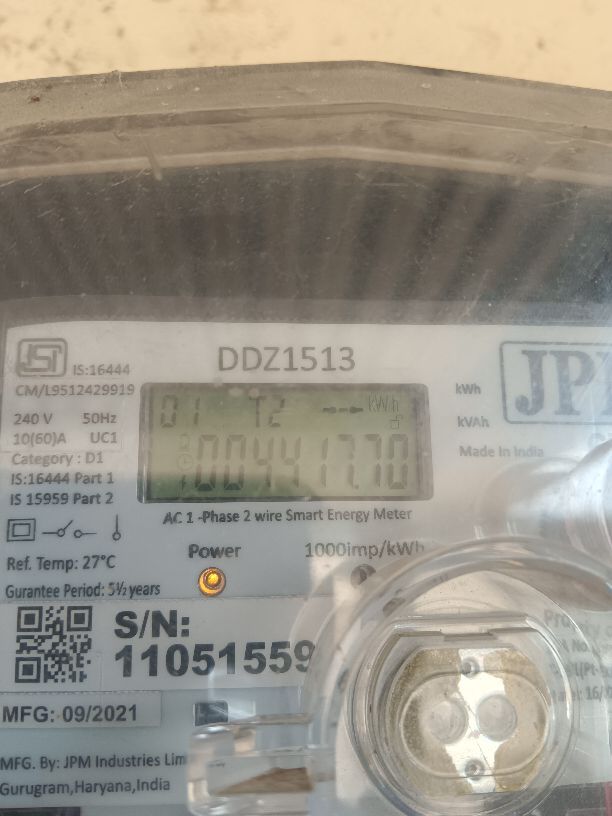 DDZ1513
IS:16444
CM/L9512429919
240 V 50Hz
10(60)A UC1
Category : D1
IS:16444 Part 1
IS 15959 Part 2
01 T2 kWh
004417.70
kWh
kVAh
JP
Made In India
AC 1 -Phase 2 wire Smart Energy Meter
Ref. Temp: 27°C
Power
1000imp/kWh
Gurantee Period: 5½ years
S/N:
11051559
MFG: 09/2021
MFG. By: JPM Industries Lim
Gurugram,Haryana,India